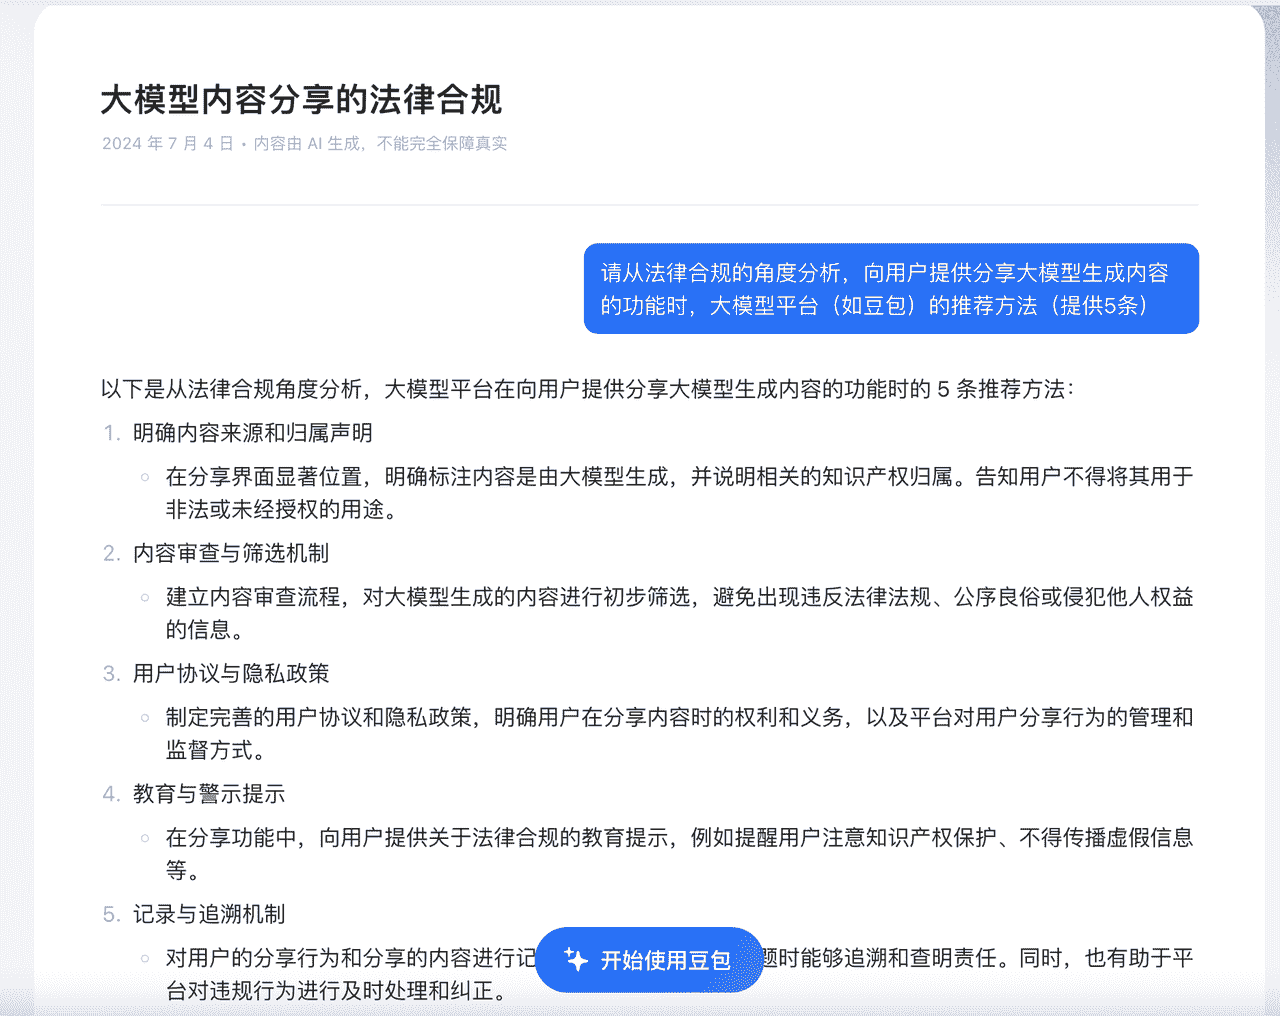 大模型内容分享的法律合规
2024 年 7 月 4 日 • 内容由 AI 生成，不能完全保障真实
请从法律合规的角度分析，向用户提供分享大模型生成内容
的功能时，大模型平台（如豆包）的推荐方法（提供5条）
以下是从法律合规角度分析，大模型平台在向用户提供分享大模型生成内容的功能时的 5 条推荐方法：
1. 明确内容来源和归属声明
○ 在分享界面显著位置，明确标注内容是由大模型生成，并说明相关的知识产权归属。告知用户不得将其用于
非法或未经授权的用途。
2. 内容审查与筛选机制
○ 建立内容审查流程，对大模型生成的内容进行初步筛选，避免出现违反法律法规、公序良俗或侵犯他人权益
的信息。
3. 用户协议与隐私政策
○ 制定完善的用户协议和隐私政策，明确用户在分享内容时的权利和义务，以及平台对用户分享行为的管理和
监督方式。
4. 教育与警示提示
○ 在分享功能中，向用户提供关于法律合规的教育提示，例如提醒用户注意知识产权保护、不得传播虚假信息
等。
5. 记录与追溯机制
○ 对用户的分享行为和分享的内容进行记 题时能够追溯和查明责任。同时，也有助于平
开始使用豆包
台对违规行为进行及时处理和纠正。